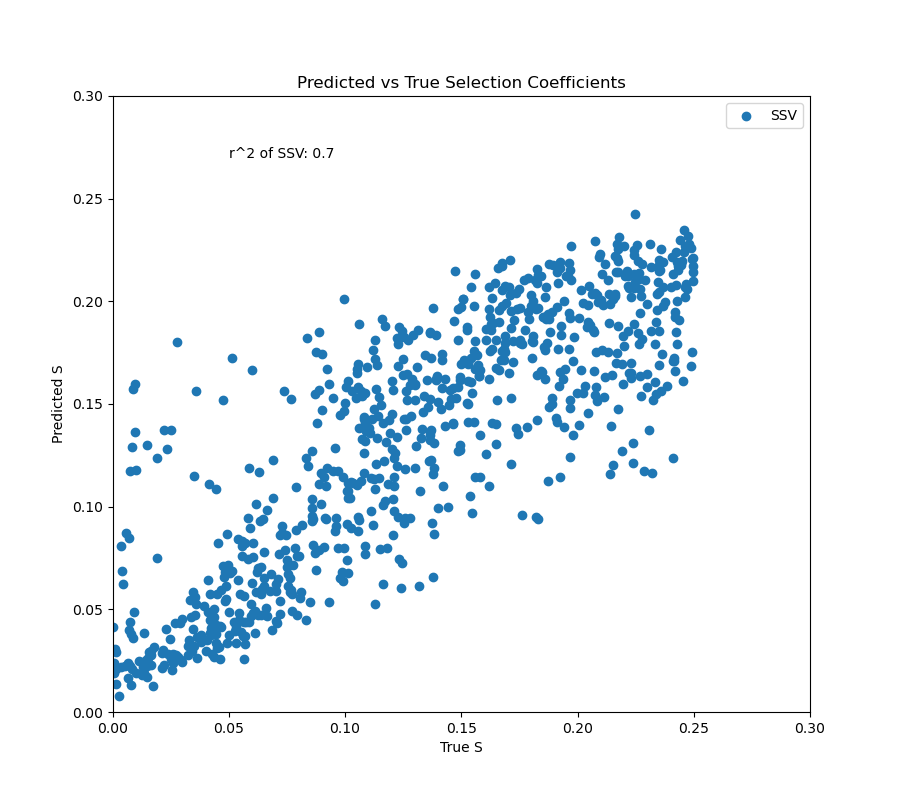 Predicted vs True Selection Coefficients
0.30
SSV
r^2 of SSV: 0.7
0.25
0.20
0.15
Predicted S
0.10
0.05
0.00
0.00 0.05 0.10 0.15 0.20 0.25 0.30
True S